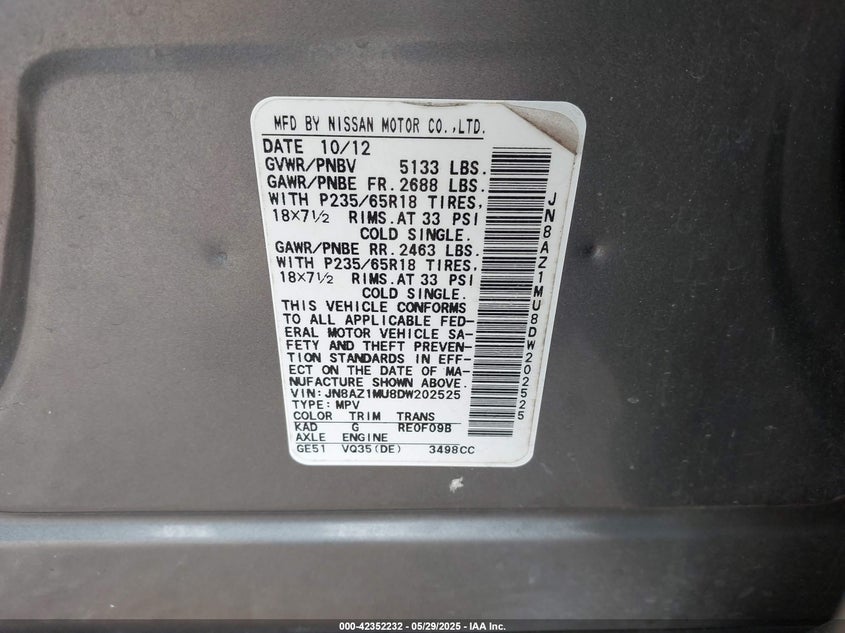 MFD BY NISSAN MOTOR CO.,LTD.
DATE 10/12
GVWR/PNBV 5133 LBS.
GAWR/PNBE FR. 2688 LBS.
WITH P235/65R18 TIRES,
18×7½ RIMS.AT 33 PSI
COLD SINGLE.
GAWR/PNBE RR. 2463 LBS.
WITH P235/65R18 TIRES,
18×7½ RIMS.AT 33 PSI
COLD SINGLE.
THIS VEHICLE CONFORMS
TO ALL APPLICABLE FED-
ERAL MOTOR VEHICLE SA-
FETY AND THEFT PREVEN-
TION STANDARDS IN EFF-
ECT ON THE DATE OF MA-
NUFACTURE SHOWN ABOVE.
VIN: JN8AZ1MU8DW202525
TYPE: MPV
COLOR TRIM TRANS
KAD G RE0F09B
AXLE ENGINE
GE51 VQ35(DE) 3498CC
JN8AZ1MU8DW202525
000-42352232 - 05/29/2025 - IAA Inc.